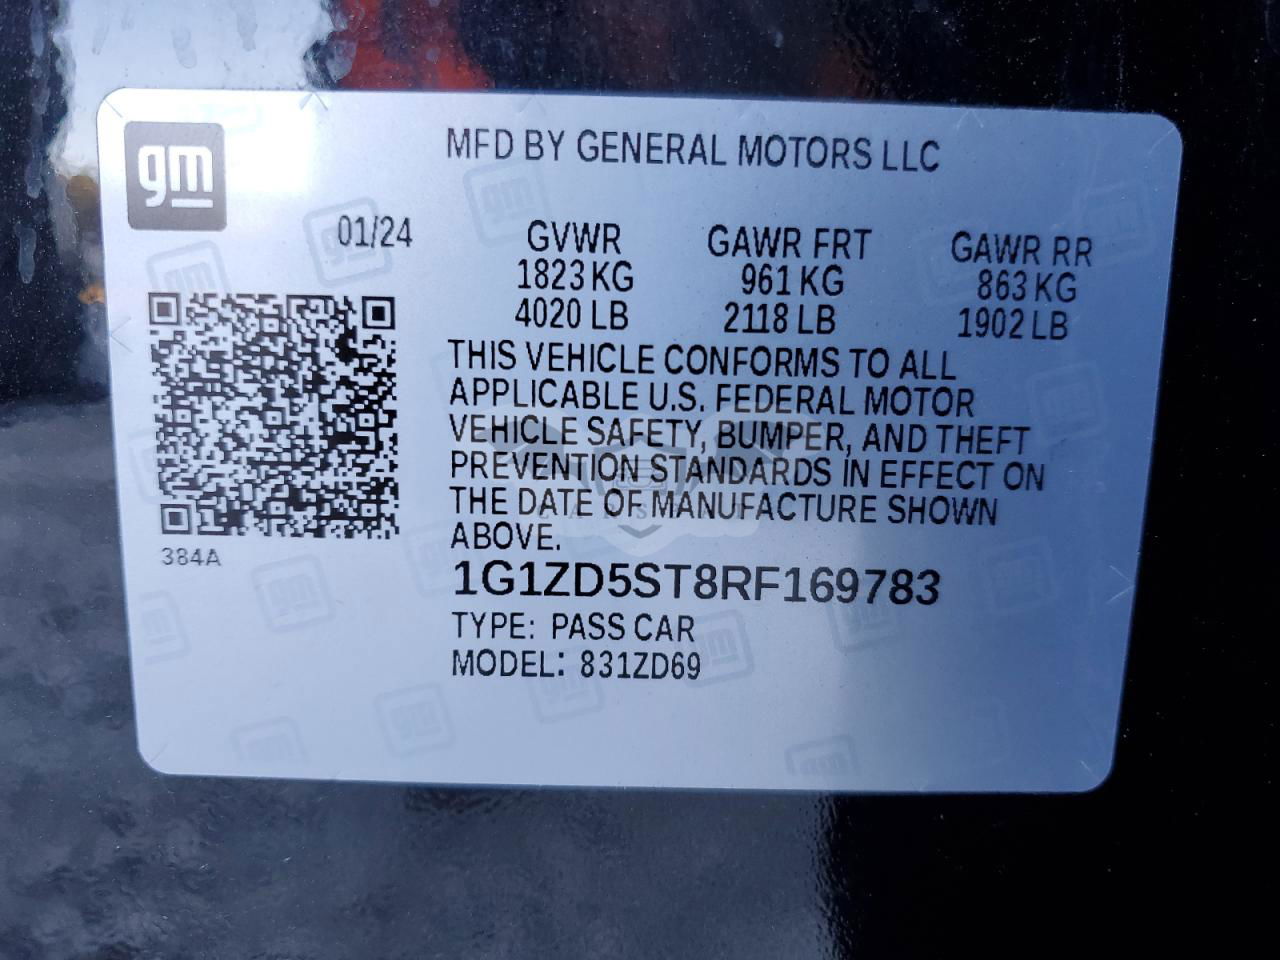 gm
MFD BY GENERAL MOTORS LLC
01/24
GVWR GAWR FRT GAWR RR
1823 KG 961 KG 863 KG
4020 LB 2118 LB 1902 LB
THIS VEHICLE CONFORMS TO ALL
APPLICABLE U.S. FEDERAL MOTOR
VEHICLE SAFETY, BUMPER, AND THEFT
PREVENTION STANDARDS IN EFFECT ON
THE DATE OF MANUFACTURE SHOWN
ABOVE.
384A
1G1ZD5ST8RF169783
TYPE: PASS CAR
MODEL: 831ZD69